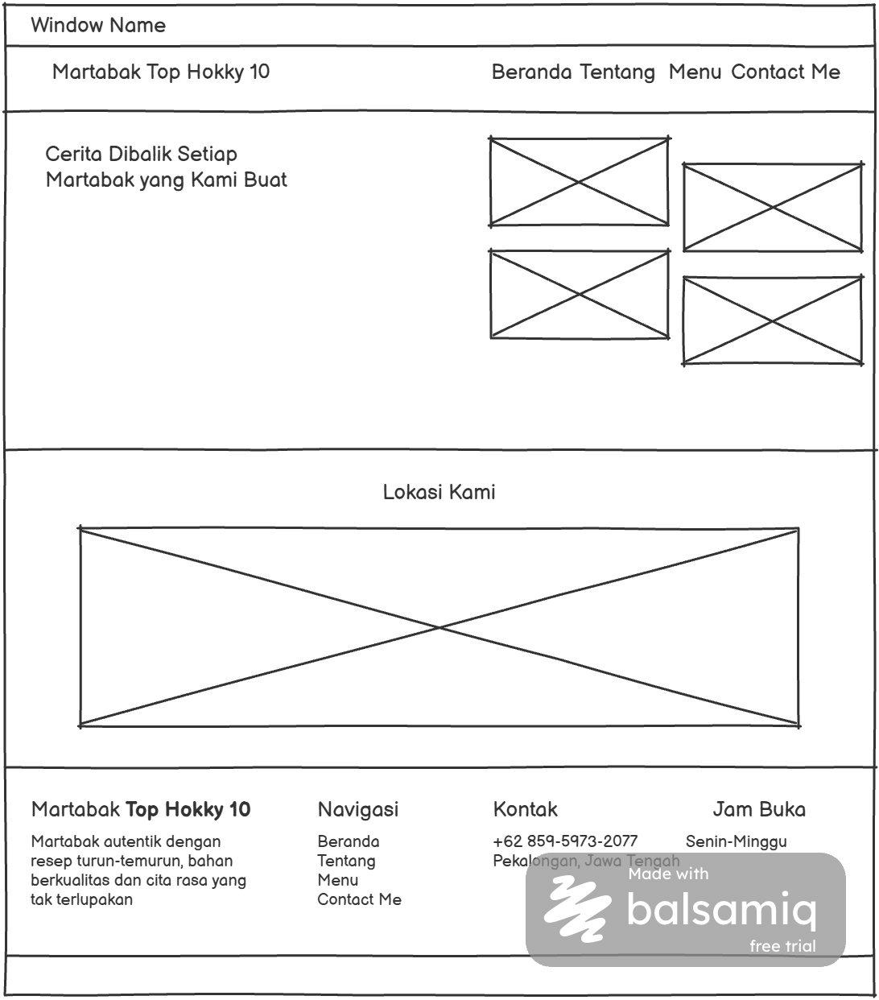 Window Name
Martabak Top Hokky 10
Beranda Tentang Menu Contact Me
Cerita Dibalik Setiap
Martabak yang Kami Buat
Lokasi Kami
Martabak Top Hokky 10
Martabak autentik dengan
resep turun-temurun, bahan
berkualitas dan cita rasa yang
tak terlupakan
Navigasi
Beranda
Tentang
Menu
Contact Me
Kontak
+62 859-5973-2077
Pekalongan, Jawa Tengah
Jam Buka
Senin-Minggu
Made with
balsamiq
free trial